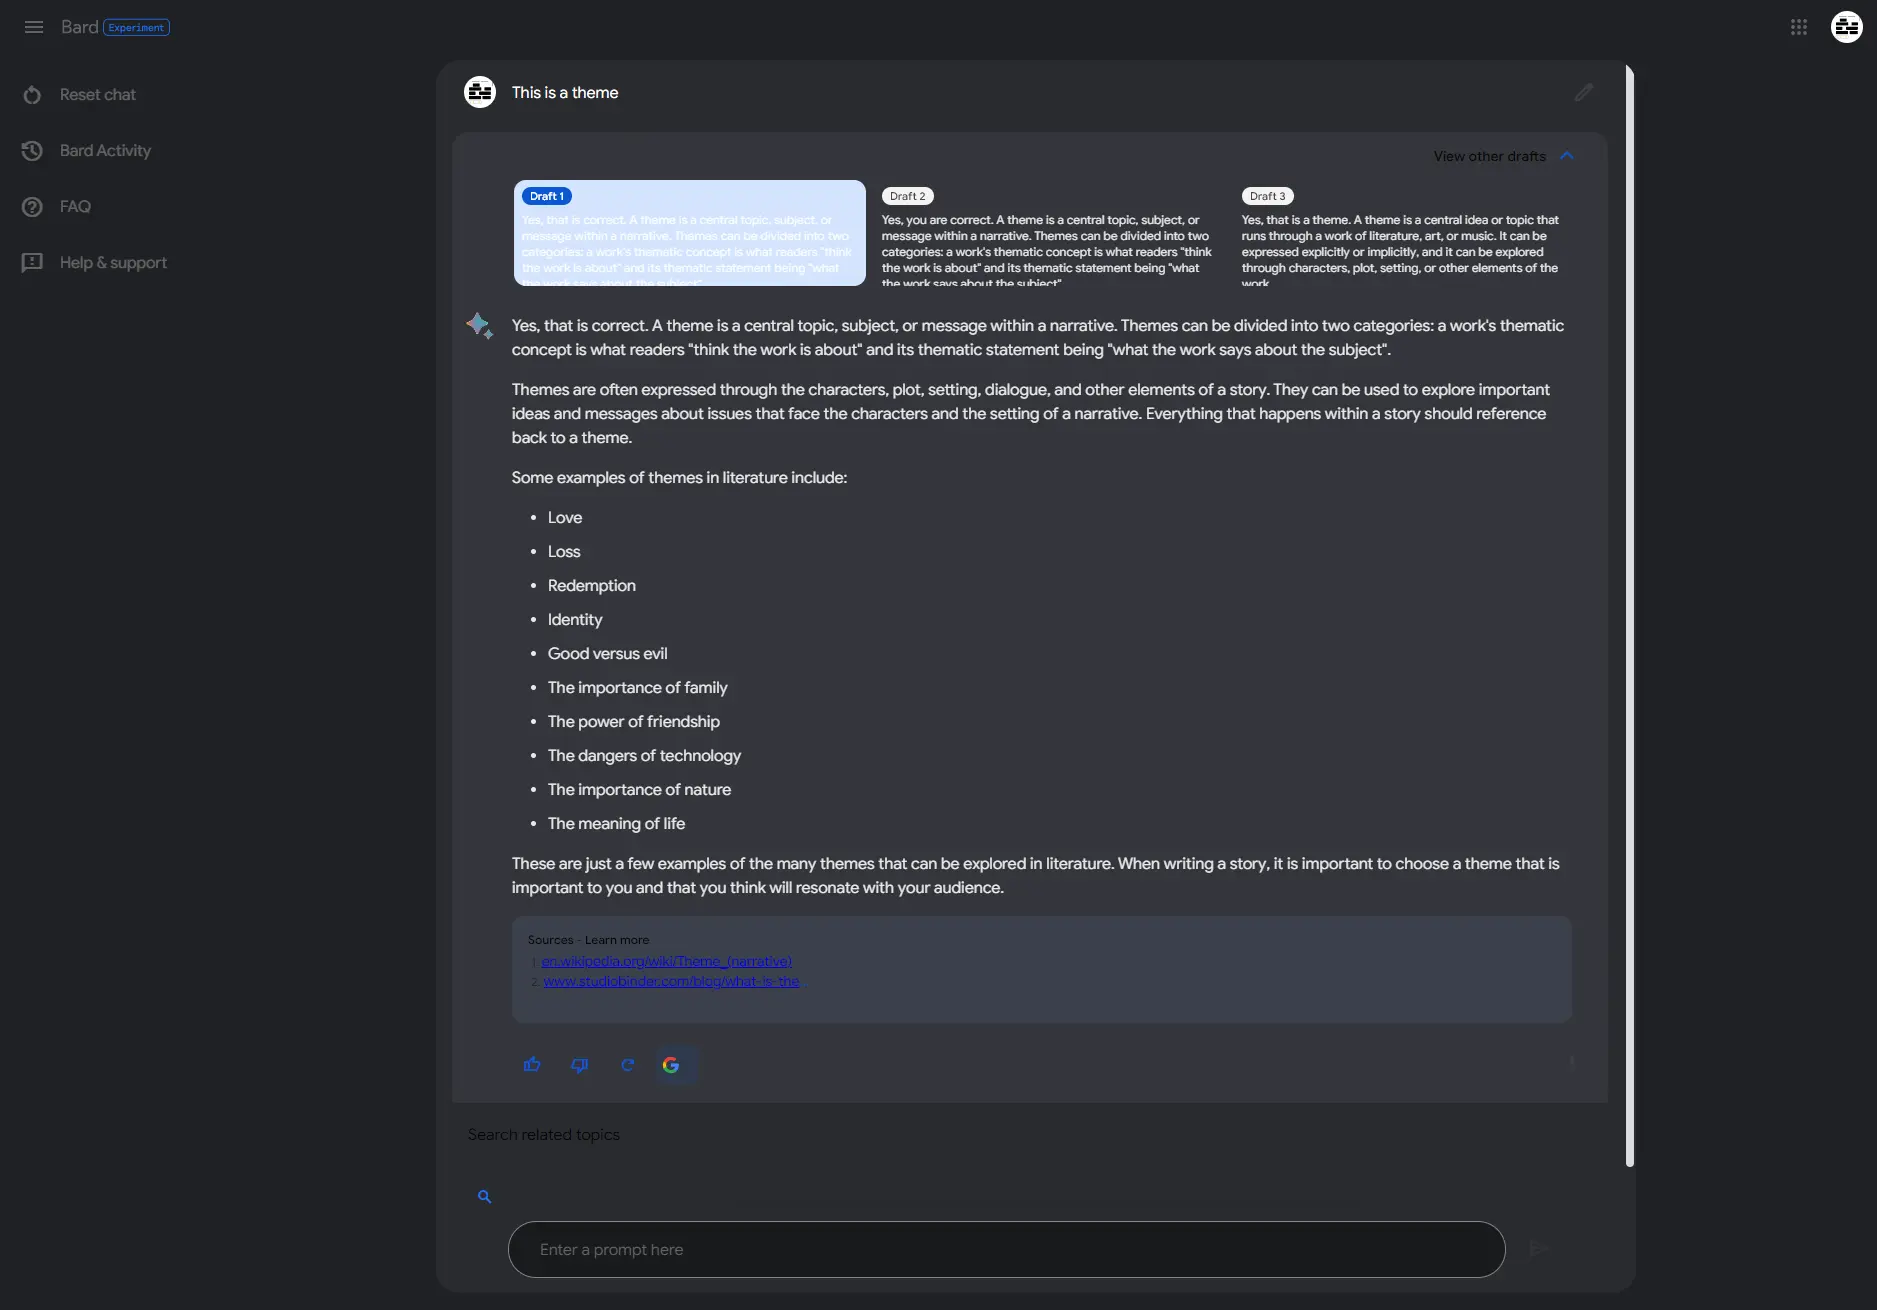 Bard Experiment
Reset chat
Bard Activity
FAQ
Help & support
This is a theme
View other drafts
Draft 1
Yes, that is correct. A theme is a central topic, subject, or
message within a narrative. Themes can be divided into two
categories: a work's thematic concept is what readers "think
the work is about" and its thematic statement being "what
the work says about the subject".
Draft 2
Yes, you are correct. A theme is a central topic, subject, or
message within a narrative. Themes can be divided into two
categories: a work's thematic concept is what readers "think
the work is about" and its thematic statement being "what
the work says about the subject".
Draft 3
Yes, that is a theme. A theme is a central idea or topic that
runs through a work of literature, art, or music. It can be
expressed explicitly or implicitly, and it can be explored
through characters, plot, setting, or other elements of the
work.
Yes, that is correct. A theme is a central topic, subject, or message within a narrative. Themes can be divided into two categories: a work's thematic
concept is what readers "think the work is about" and its thematic statement being "what the work says about the subject".
Themes are often expressed through the characters, plot, setting, dialogue, and other elements of a story. They can be used to explore important
ideas and messages about issues that face the characters and the setting of a narrative. Everything that happens within a story should reference
back to a theme.
Some examples of themes in literature include:
• Love
• Loss
• Redemption
• Identity
• Good versus evil
• The importance of family
• The power of friendship
• The dangers of technology
• The importance of nature
• The meaning of life
These are just a few examples of the many themes that can be explored in literature. When writing a story, it is important to choose a theme that is
important to you and that you think will resonate with your audience.
Sources - Learn more
1. en.wikipedia.org/wiki/Theme_(narrative)
2. www.studiobinder.com/blog/what-is-the
Search related topics
Enter a prompt here